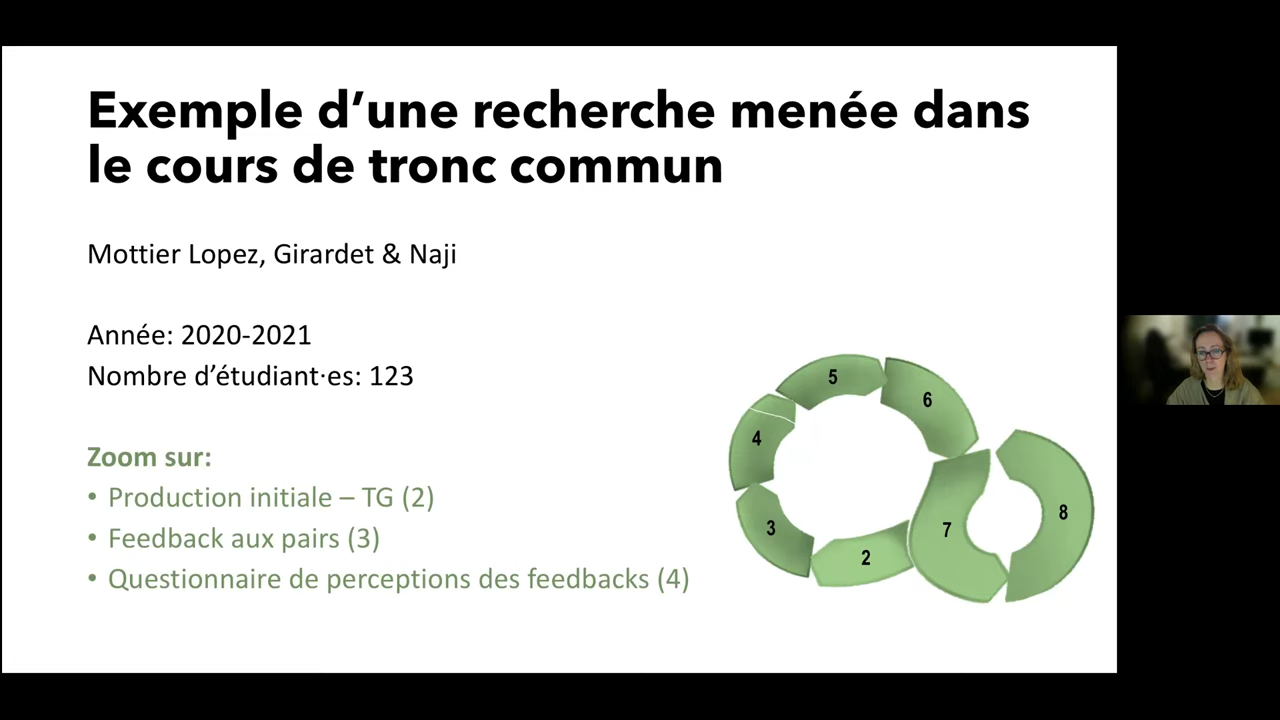 Exemple d’une recherche menée dans
le cours de tronc commun
Mottier Lopez, Girardet & Naji
Année: 2020-2021
Nombre d’étudiant·es: 123
Zoom sur:
• Production initiale – TG (2)
• Feedback aux pairs (3)
• Questionnaire de perceptions des feedbacks (4)
5
6
4
3
2
7
8